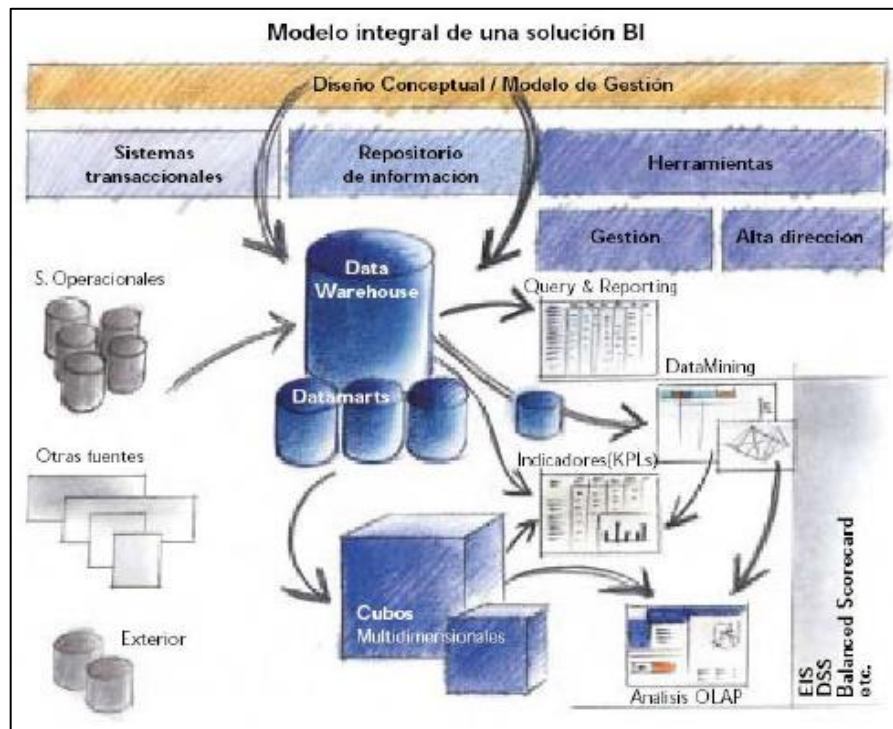 Modelo integral de una solución BI
Diseño Conceptual / Modelo de Gestión
Sistemas
transaccionales
Repositorio
de información
Herramientas
Gestión
Alta dirección
S. Operacionales
Data
Warehouse
Query & Reporting
DataMining
Datamarts
Otras fuentes
Indicadores(KPLs)
Cubos
Multidimensionales
Exterior
Análisis OLAP
EIS
DSS
Balanced Scorecard
etc.